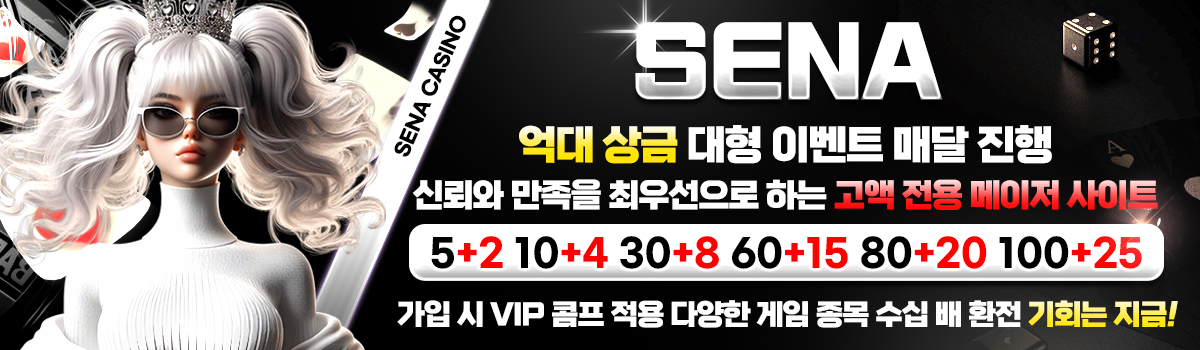 SENA CASINO
SENA
억대 상금 대형 이벤트 매달 진행
신뢰와 만족을 최우선으로 하는 고액 전용 메이저 사이트
5+2 10+4 30+8 60+15 80+20 100+25
가입 시 VIP 콤프 적용 다양한 게임 종목 수십 배 환전 기회는 지금!
A